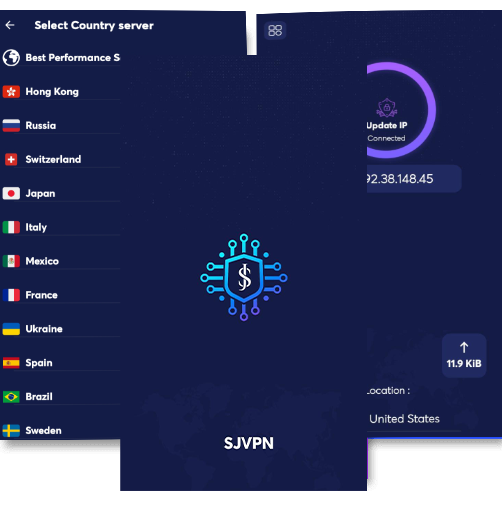 Select Country server
Best Performance S
Hong Kong
Russia
Switzerland
Japan
Italy
Mexico
France
Ukraine
Spain
Brazil
Sweden
SJVPN
Update IP
Connected
92.38.148.45
11.9 KiB
Location :
United States